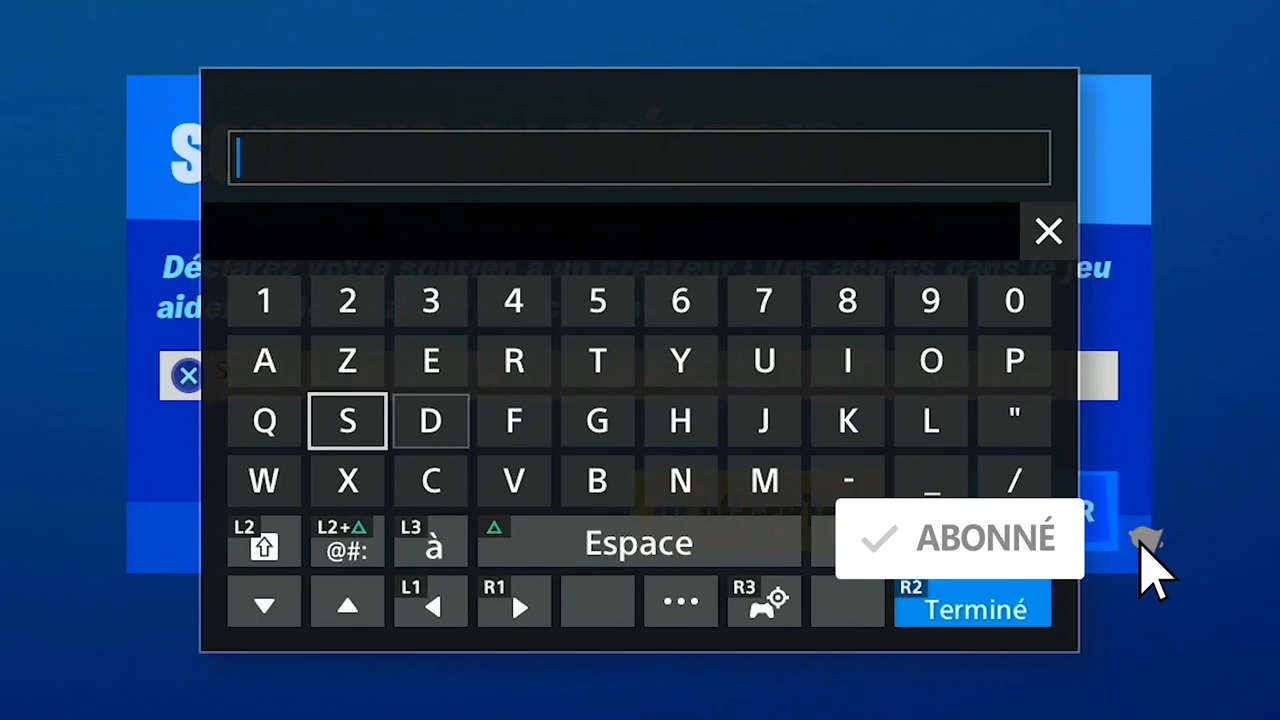 S
Déclarez votre soutien à un créateur ! Vos achats dans le jeu
aide
1 2 3 4 5 6 7 8 9 0
A Z E R T Y U I O P
S
Q S D F G H J K L "
W X C V B N M - _ /
R
L2 L2+△ L3 △
@#: à Espace
ABONNÉ
L1 R1 R3 R2
... Terminé